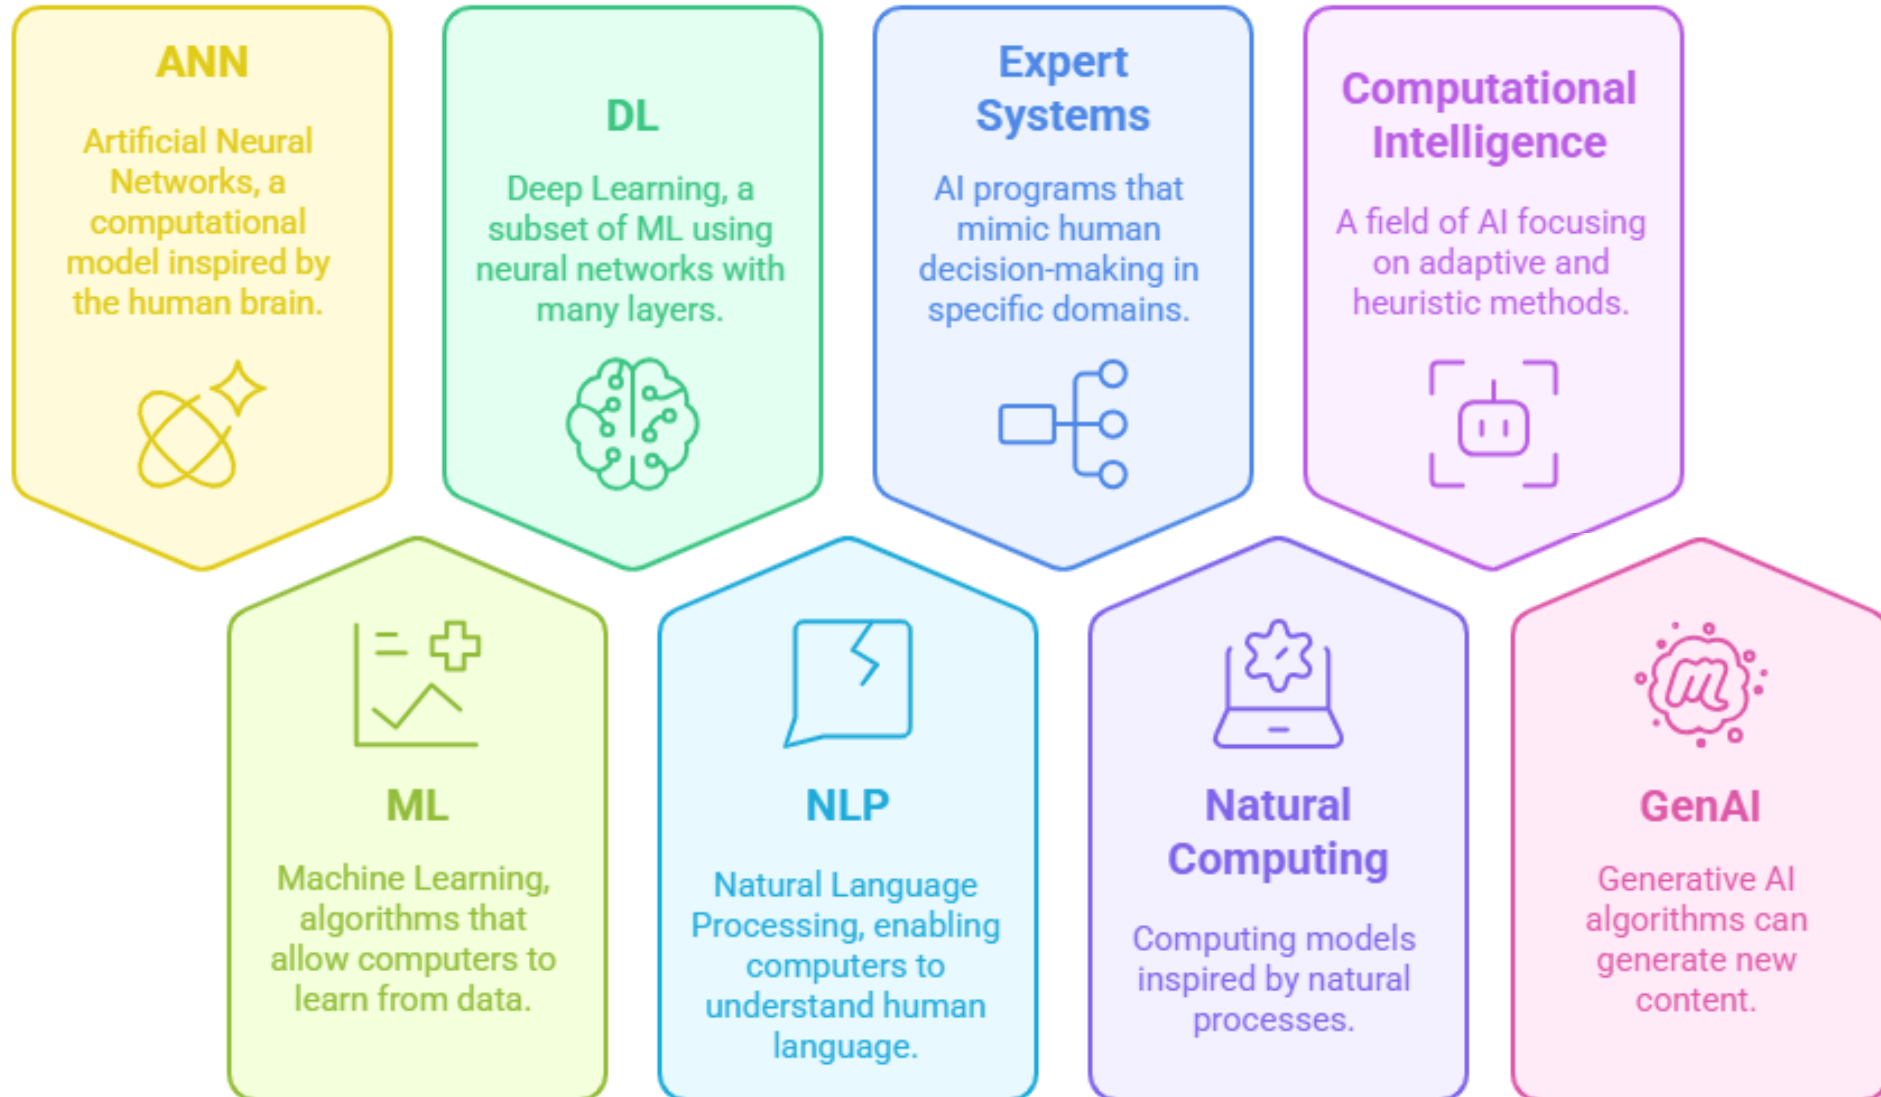 ANN
Artificial Neural
Networks, a
computational
model inspired by
the human brain.
DL
Deep Learning, a
subset of ML using
neural networks with
many layers.
Expert
Systems
AI programs that
mimic human
decision-making in
specific domains.
Computational
Intelligence
A field of AI focusing
on adaptive and
heuristic methods.
ML
Machine Learning,
algorithms that
allow computers to
learn from data.
NLP
Natural Language
Processing, enabling
computers to
understand human
language.
Natural
Computing
Computing models
inspired by natural
processes.
m
GenAI
Generative AI
algorithms can
generate new
content.